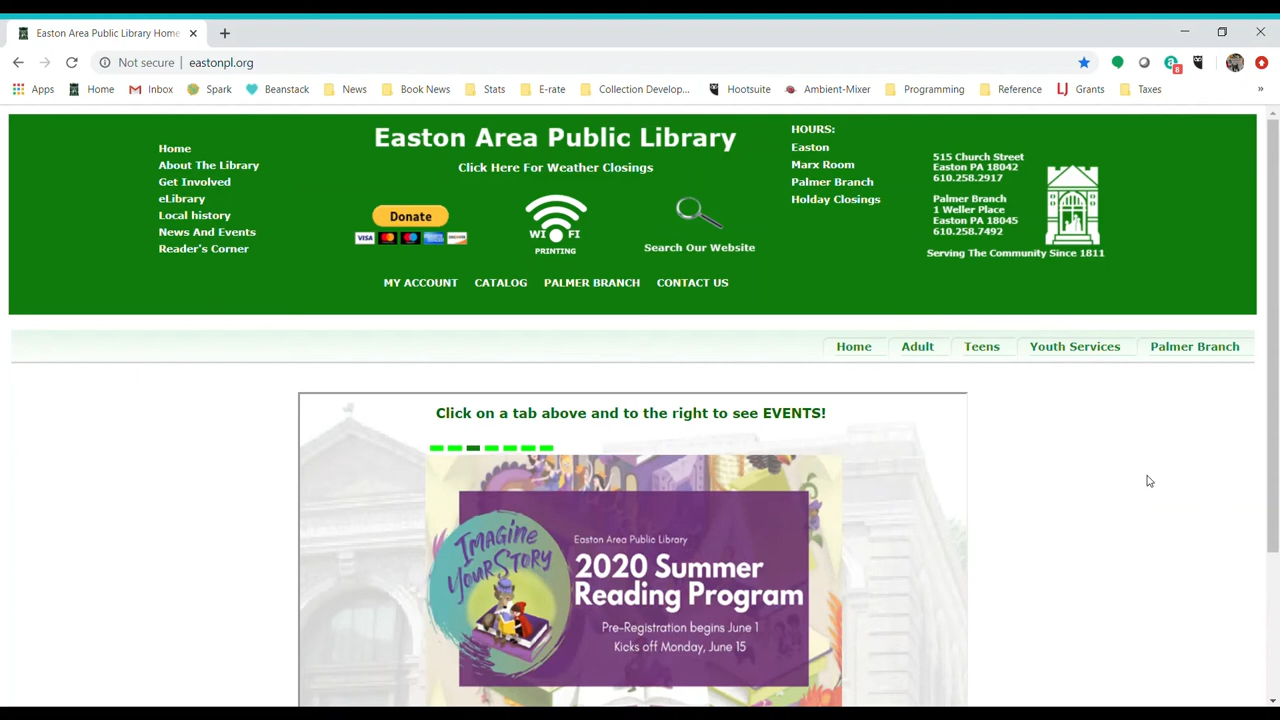 Easton Area Public Library Home
Not secure | eastonpl.org
Apps Home Inbox Spark Beanstack News Book News Stats E-rate Collection Develop... Hootsuite Ambient-Mixer Programming Reference LJ Grants Taxes »
8
Home
About The Library
Get Involved
eLibrary
Local history
News And Events
Reader's Corner
Easton Area Public Library
Click Here For Weather Closings
Donate
VISA
WI FI
PRINTING
Search Our Website
MY ACCOUNT CATALOG PALMER BRANCH CONTACT US
HOURS:
Easton
Marx Room
Palmer Branch
Holday Closings
515 Church Street
Easton PA 18042
610.258.2917
Palmer Branch
1 Weller Place
Easton PA 18045
610.258.7492
Serving The Community Since 1811
Home Adult Teens Youth Services Palmer Branch
Click on a tab above and to the right to see EVENTS!
IMAGINE
YOUR STORY
Easton Area Public Library
2020 Summer
Reading Program
Pre-Registration begins June 1
Kicks off Monday, June 15